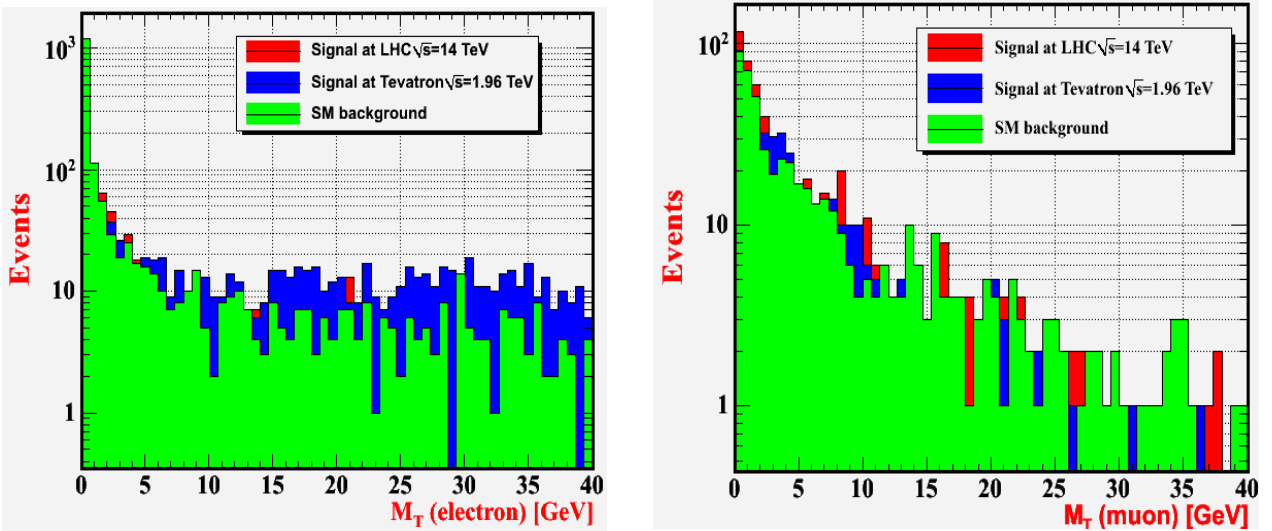 Events
10³
10²
10
1
Signal at LHC√s=14 TeV
Signal at Tevatron√s=1.96 TeV
SM background
0 5 10 15 20 25 30 35 40
M_T (electron) [GeV]
Events
10²
10
1
Signal at LHC√s=14 TeV
Signal at Tevatron√s=1.96 TeV
SM background
0 5 10 15 20 25 30 35 40
M_T (muon) [GeV]